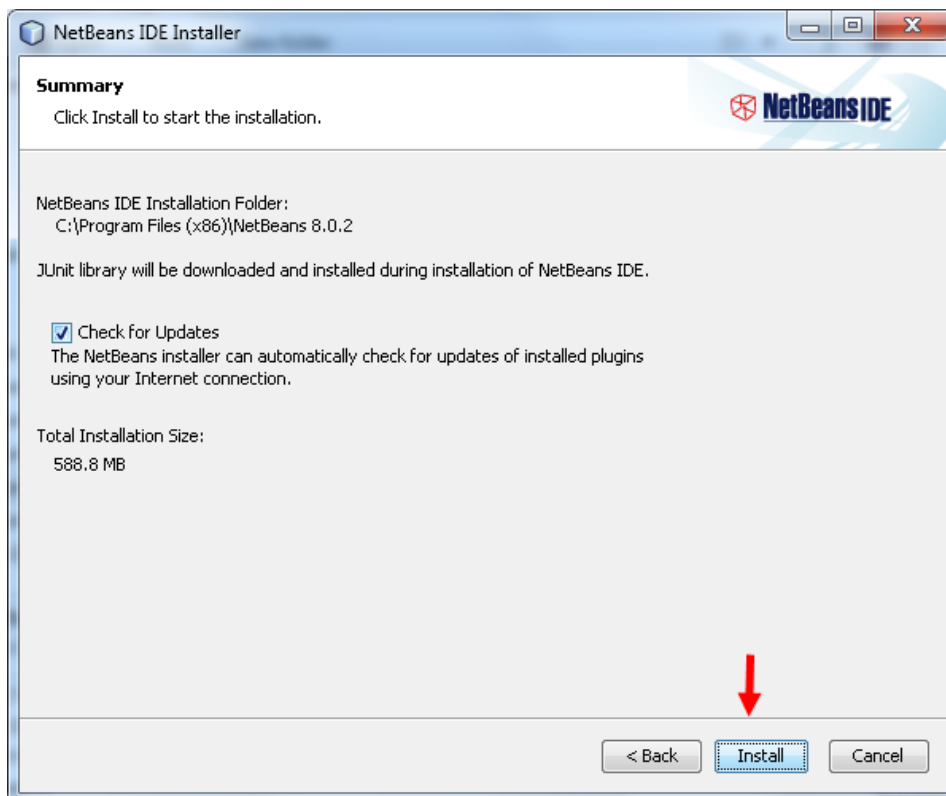 NetBeans IDE Installer
Summary
Click Install to start the installation.
NetBeans IDE
NetBeans IDE Installation Folder:
C:\Program Files (x86)\NetBeans 8.0.2
JUnit library will be downloaded and installed during installation of NetBeans IDE.
Check for Updates
The NetBeans installer can automatically check for updates of installed plugins
using your Internet connection.
Total Installation Size:
588.8 MB
< Back Install Cancel